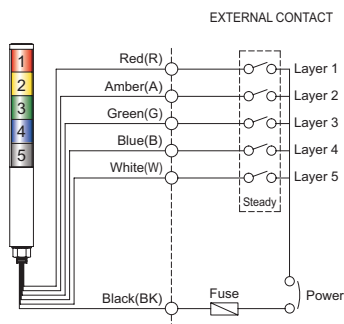 EXTERNAL CONTACT
Red(R)
Layer 1
Amber(A)
Layer 2
Green(G)
Layer 3
Blue(B)
Layer 4
White(W)
Layer 5
1
2
3
4
5
Steady
Black(BK)
Fuse
Power